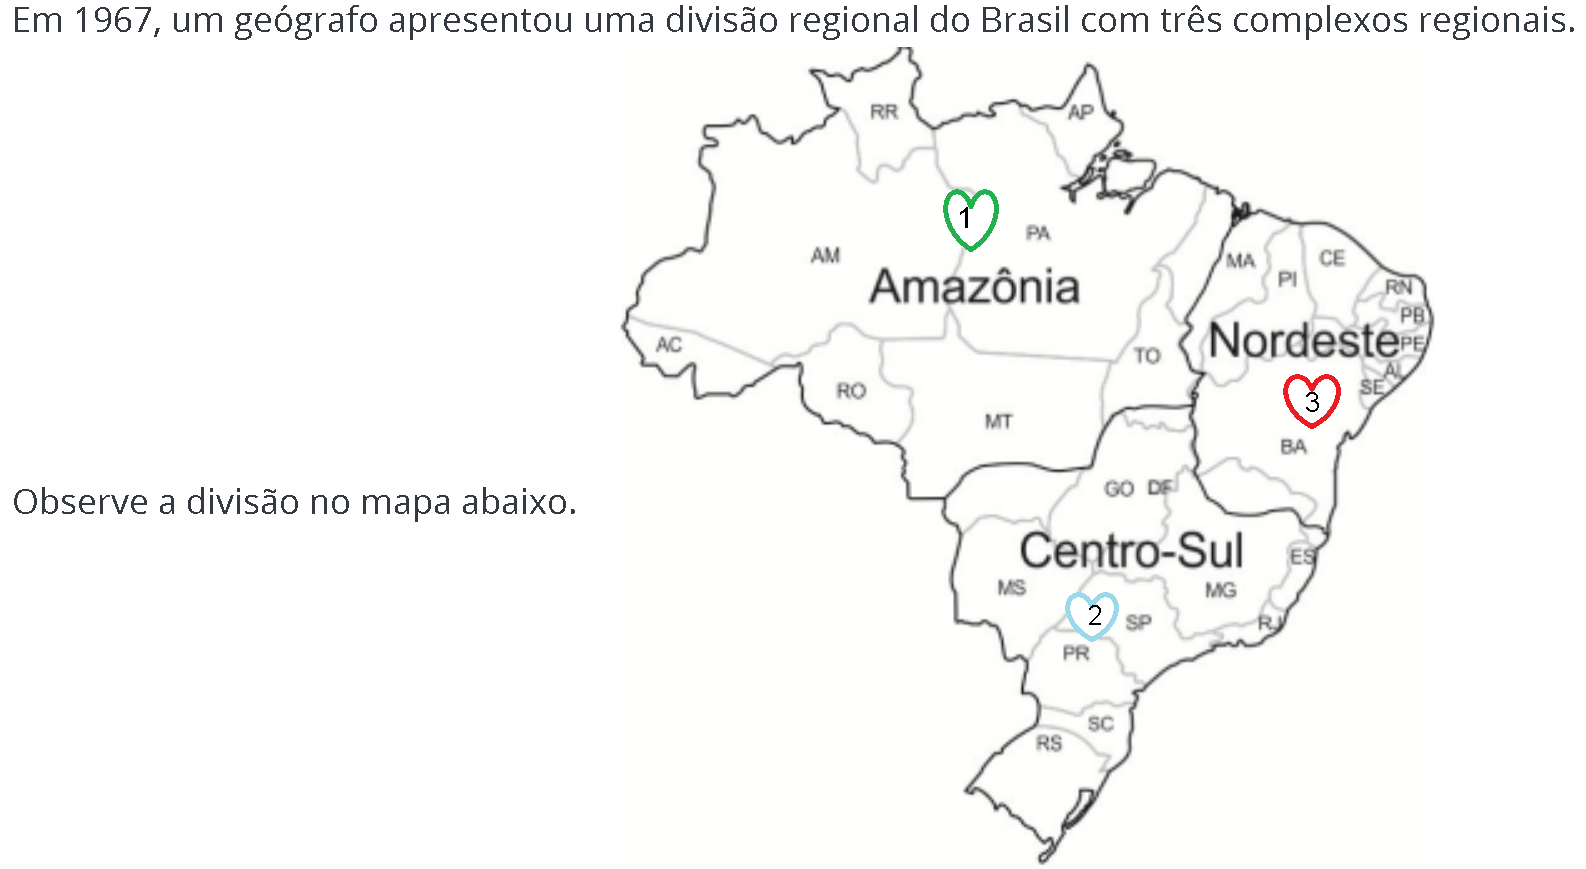 Em 1967, um geógrafo apresentou uma divisão regional do Brasil com três complexos regionais.
RR
AP
1
PA
AM
Amazônia
MA
PI
CE
RN
PB
Nordeste
PE
AC
TO
AL
SE
RO
3
MT
BA
GO DF
Observe a divisão no mapa abaixo.
Centro-Sul
ES
MS
MG
2
SP
RJ
PR
SC
RS